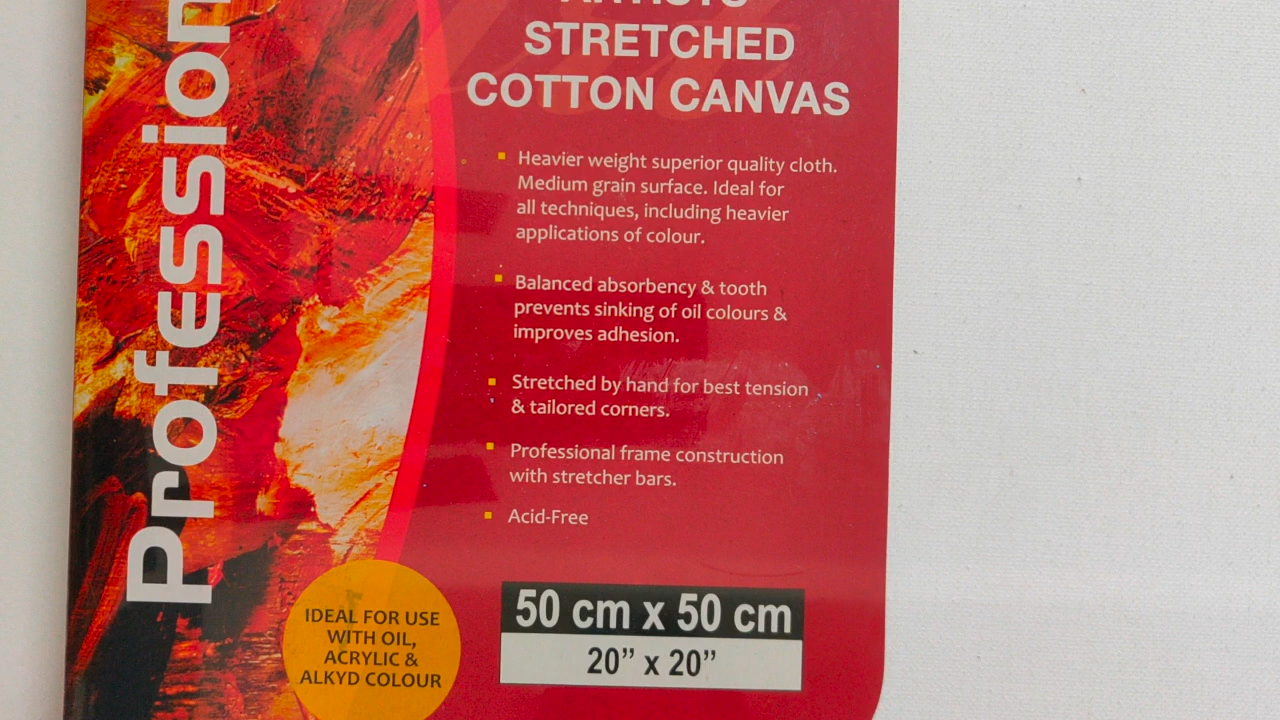 STRETCHED
COTTON CANVAS
Heavier weight superior quality cloth.
Medium grain surface. Ideal for
all techniques, including heavier
applications of colour.
Balanced absorbency & tooth
prevents sinking of oil colours &
improves adhesion.
Stretched by hand for best tension
& tailored corners.
Professional frame construction
with stretcher bars.
Acid-Free
50 cm x 50 cm
20” x 20”
IDEAL FOR USE
WITH OIL,
ACRYLIC &
ALKYD COLOUR
Profession